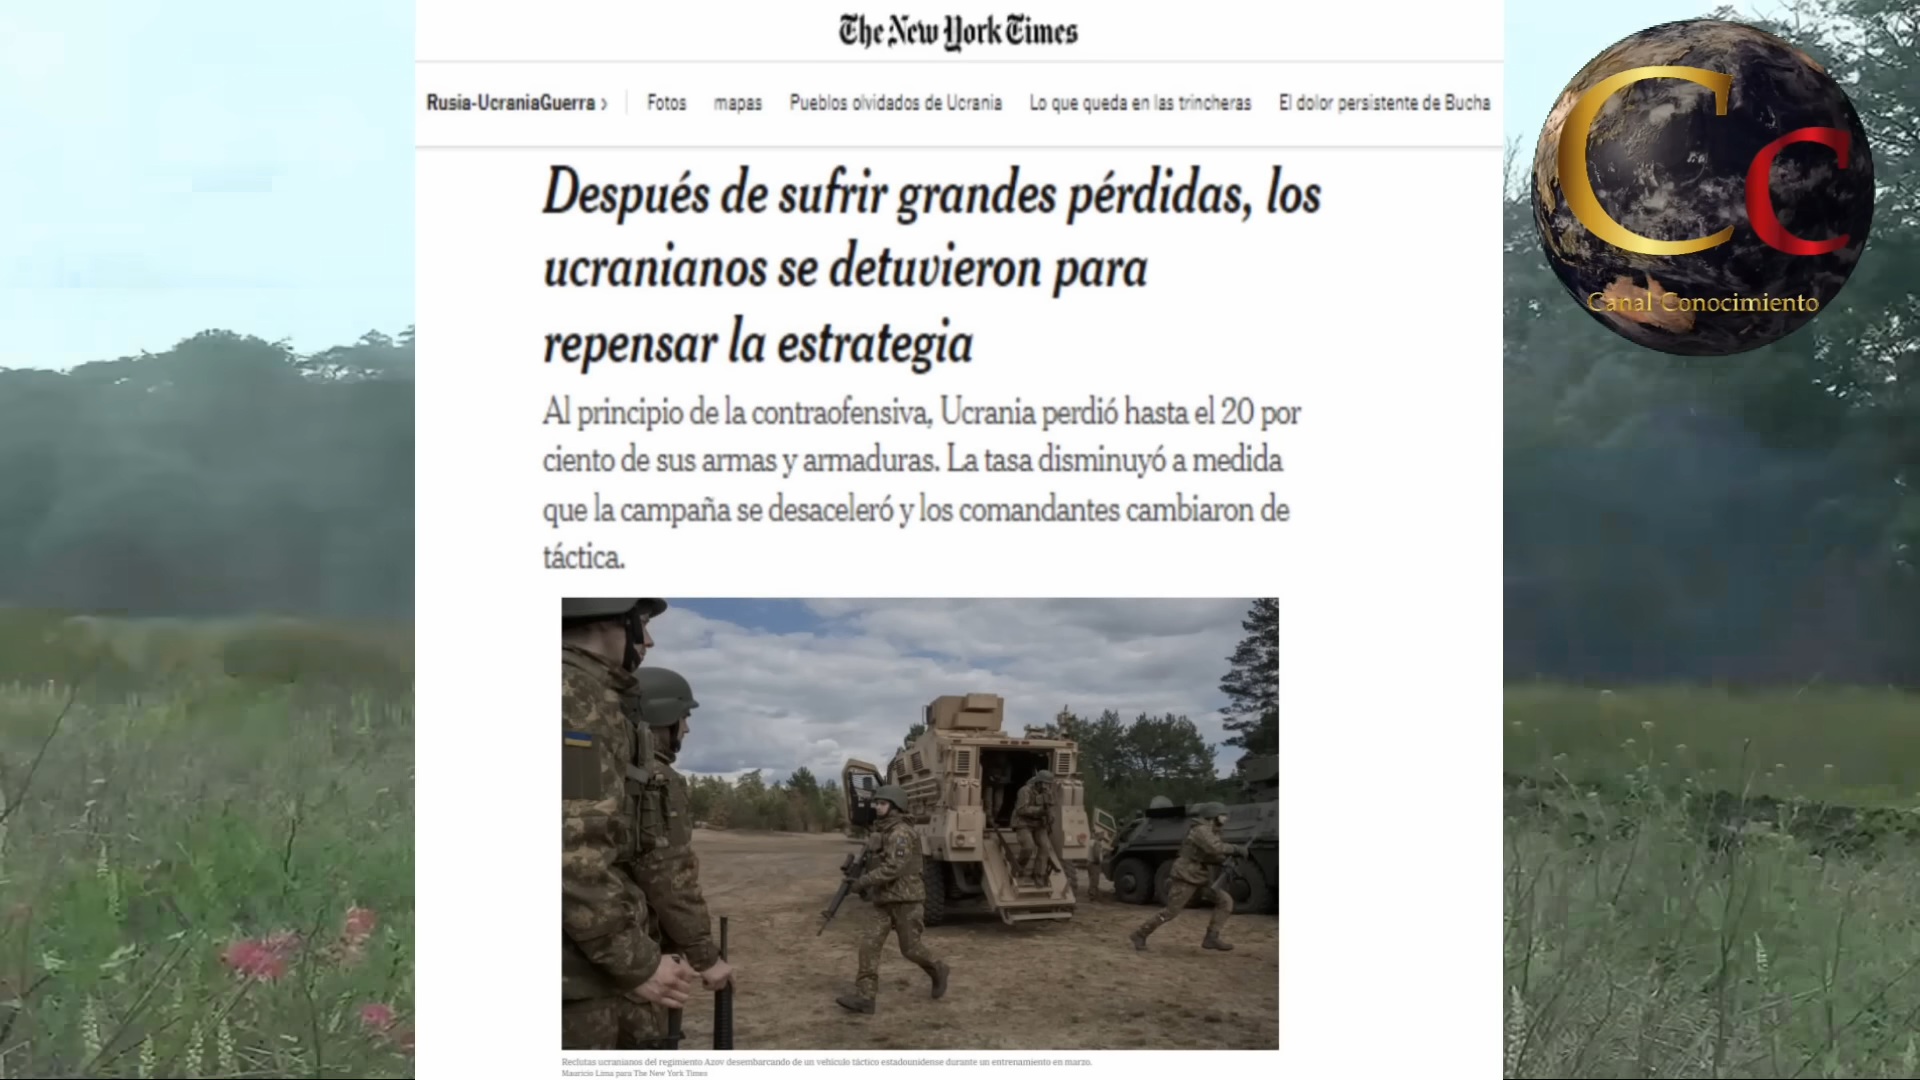 The New York Times
Rusia-UcraniaGuerra › Fotos mapas Pueblos olvidados de Ucrania Lo que queda en las trincheras El dolor persistente de Bucha
C c
Canal Conocimiento
Después de sufrir grandes pérdidas, los
ucranianos se detuvieron para
repensar la estrategia
Al principio de la contraofensiva, Ucrania perdió hasta el 20 por
ciento de sus armas y armaduras. La tasa disminuyó a medida
que la campaña se desaceleró y los comandantes cambiaron de
táctica.
Reclutas ucranianos del regimiento Azov desembarcando de un vehículo táctico estadounidense durante un entrenamiento en marzo.
Mauricio Lima para The New York Times